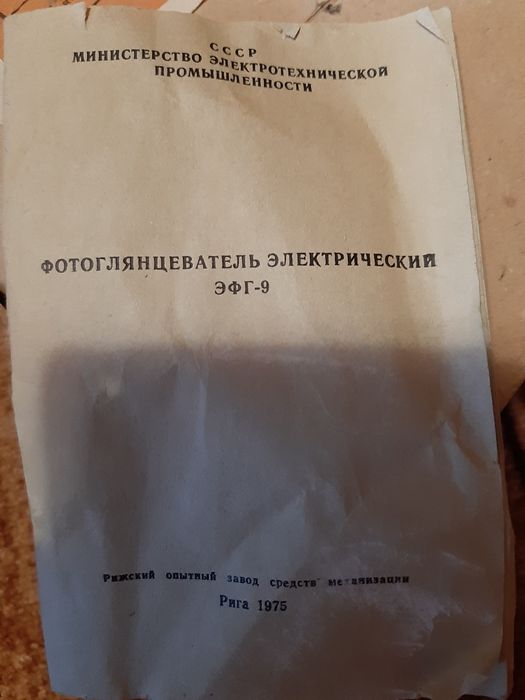 СССР
МИНИСТЕРСТВО ЭЛЕКТРОТЕХНИЧЕСКОЙ
ПРОМЫШЛЕННОСТИ
ФОТОГЛЯНЦЕВАТЕЛЬ ЭЛЕКТРИЧЕСКИЙ
ЭФГ-9
Рижский опытный завод средств механизации
Рига 1975